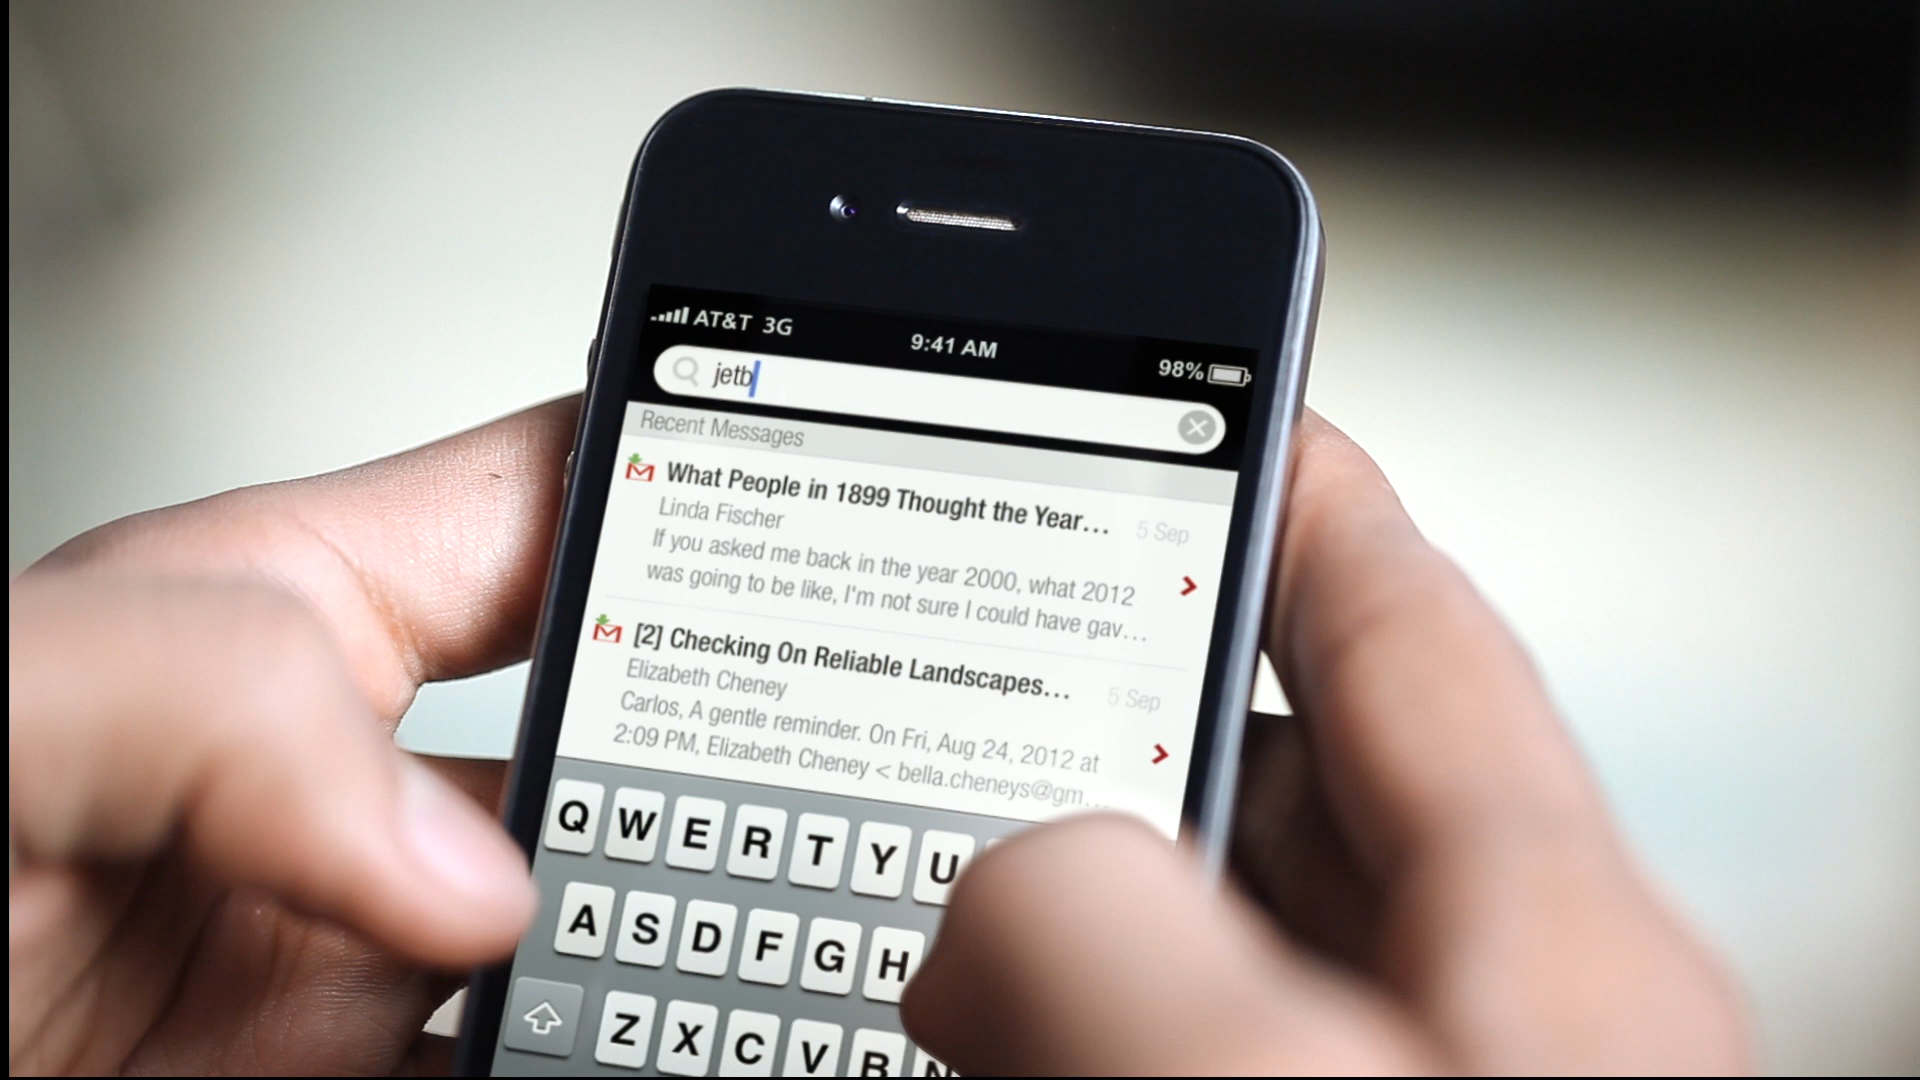 AT&T 3G 9:41 AM 98%
jetb
Recent Messages
What People in 1899 Thought the Year... 5 Sep
Linda Fischer
If you asked me back in the year 2000, what 2012
was going to be like, I'm not sure I could have gav...
[2] Checking On Reliable Landscapes... 5 Sep
Elizabeth Cheney
Carlos, A gentle reminder. On Fri, Aug 24, 2012 at
2:09 PM, Elizabeth Cheney < bella.cheneys@gm...
Q W E R T Y U
A S D F G H
Z X C V B N